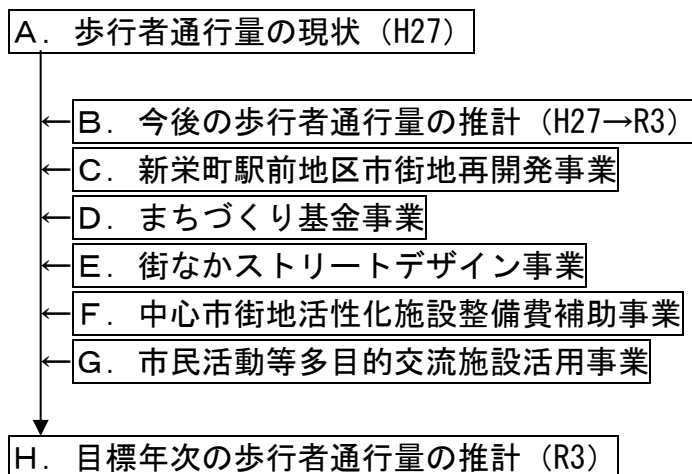 A. 歩行者通行量の現状(H27)
←B. 今後の歩行者通行量の推計(H27→R3)
←C. 新栄町駅前地区市街地再開発事業
←D. まちづくり基金事業
←E. 街なかストリートデザイン事業
←F. 中心市街地活性化施設整備費補助事業
←G. 市民活動等多目的交流施設活用事業
H. 目標年次の歩行者通行量の推計(R3)